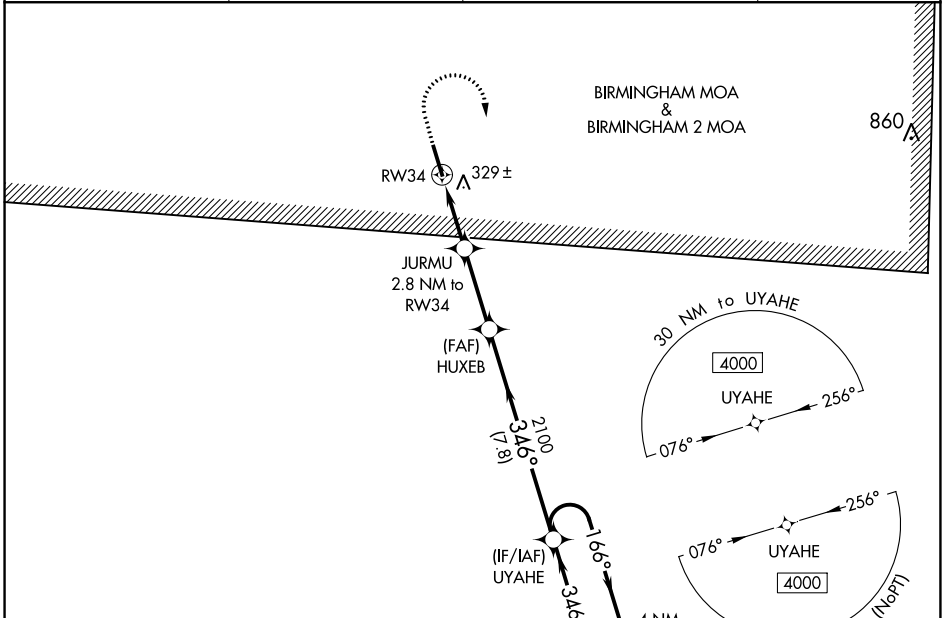 BIRMINGHAM MOA
&
BIRMINGHAM 2 MOA
860
RW34
329 ±
JURMU
2.8 NM to
RW34
(FAF)
HUXEB
30 NM to UYAHE
4000
UYAHE
076°
256°
2100
346°
(7.8)
(IF/IAF)
UYAHE
166°
346
4 NM
076°
256°
UYAHE
4000
(NoPT)